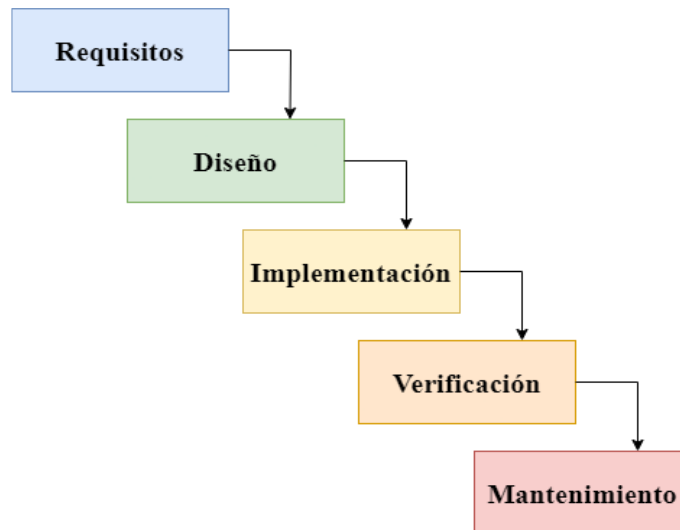 Requisitos
Diseño
Implementación
Verificación
Mantenimiento